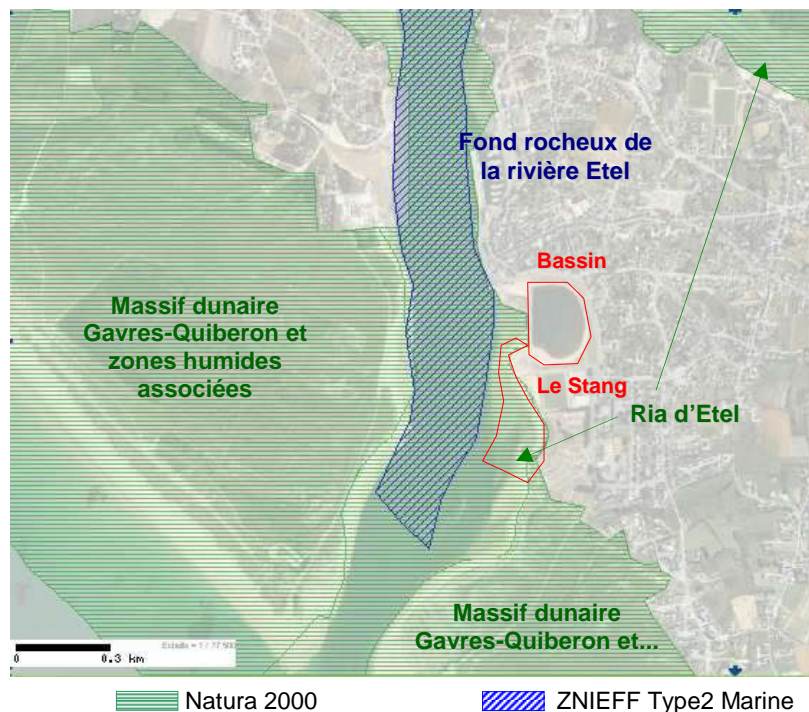 Fond rocheux de
la rivière Etel
Bassin
Massif dunaire
Gavres-Quiberon et
zones humides
associées
Le Stang
Ria d'Etel
Massif dunaire
Gavres-Quiberon et...
0 0.3 km
Natura 2000
ZNIEFF Type2 Marine